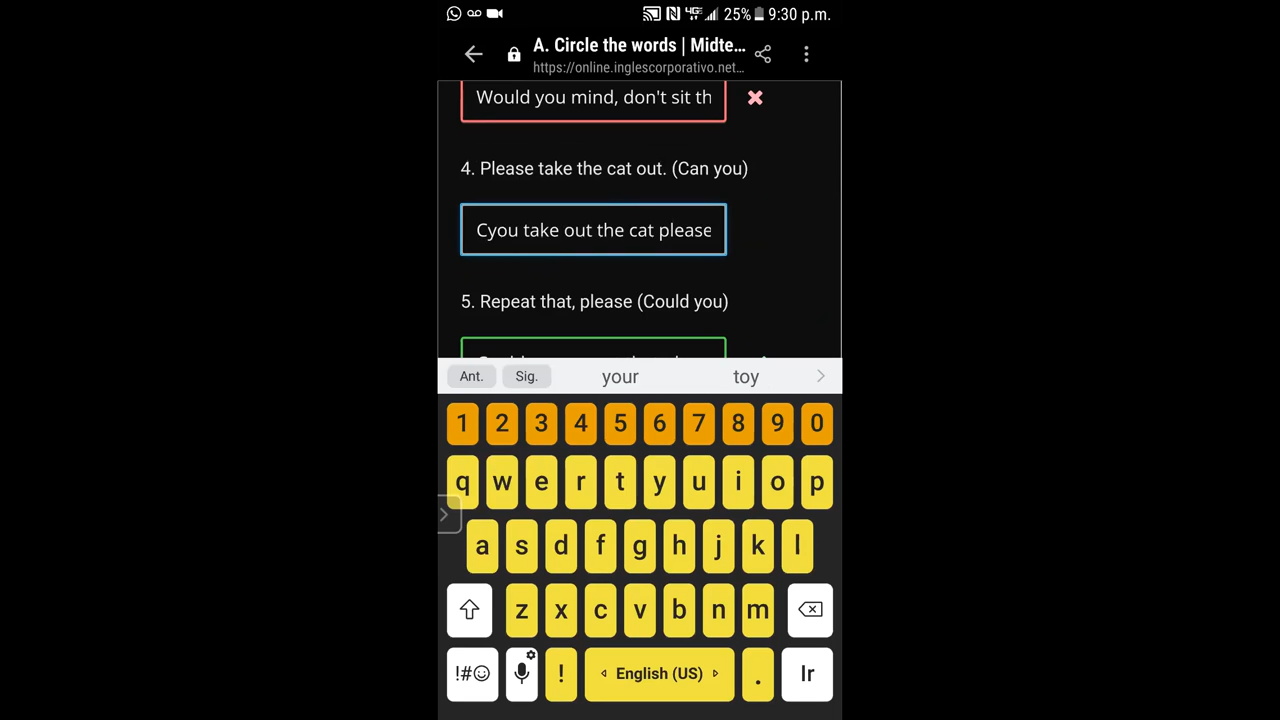 25% 9:30 p.m.
A. Circle the words | Midte...
https://online.inglescorporativo.net...
Would you mind, don't sit th
4. Please take the cat out. (Can you)
Cyou take out the cat please
5. Repeat that, please (Could you)
Ant. Sig. your toy
1 2 3 4 5 6 7 8 9 0
q w e r t y u i o p
a s d f g h j k l
z x c v b n m
!#☺ ! English (US) . Ir